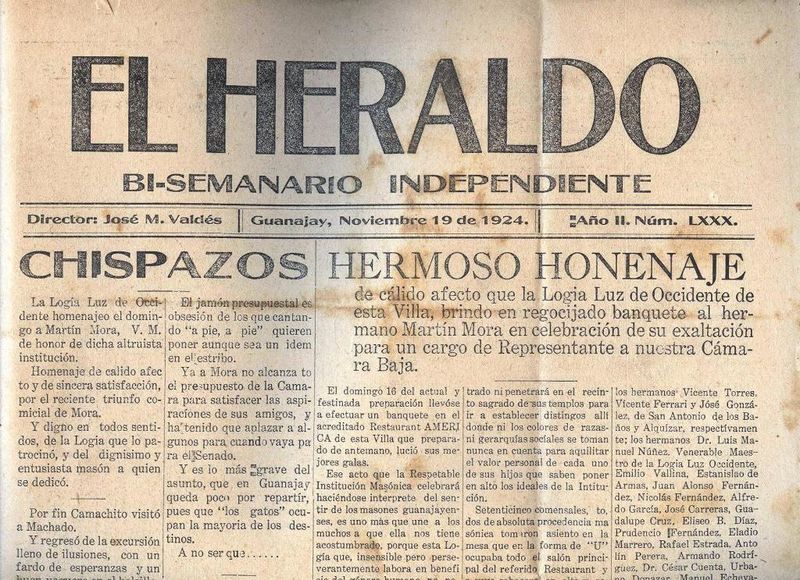 EL HERALDO
BI-SEMANARIO INDEPENDIENTE
Director: José M. Valdés
Guanajay, Noviembre 19 de 1924.
Año II. Núm. LXXX.
CHISPAZOS
La Logia Luz de Occi
dente homenajeo el domin
go a Martín Mora, V. M.
de honor de dicha altruista
institución.
Homenaje de calido afec
to y de sincera satisfacción,
por el reciente triunfo co
micial de Mora.
Y digno en todos senti
dos, de la Logia que lo pa
trocinó, y del dignisimo y
entusiasta masón a quien
se dedicó.
Por fin Camachito visitó
a Machado.
Y regresó de la excursión
lleno de ilusiones, con un
fardo de esperanzas y un
El jamón presupuestal es
obsesión de los que cantan
do "a pie, a pie" quieren
poner aunque sea un idem
en el estribo.
Ya a Mora no alcanza to
el presupuesto de la Cama
ra para satisfacer las aspi
raciones de sus amigos, y
ha tenido que aplazar a al
gunos para cuando vaya pa
ra el Senado.
Y es lo más grave del
asunto, que en Guanajay
queda poco por repartir,
pues que "los gatos" ocu
pan la mayoria de los des
tinos.
A no ser que......
HERMOSO HONENAJE
de cálido afecto que la Logia Luz de Occidente de
esta Villa, brindo en regocijado banquete al her
mano Martín Mora en celebración de su exaltación
para un cargo de Representante a nuestra Cáma
ra Baja.
El domingo 16 del actual y
festinada preparación llevóse
a efectuar un banquete en el
acreditado Restaurant AMERI
CA de esta Villa que prepara
do de antemano, lució sus me
jores galas.
Ese acto que la Respetable
Institución Masónica celebrará
haciéndose interprete del sen
tir de los masones guanajayen-
ses, es uno más que une a los
muchos a que ella nos tiene
acostumbrado, porque esta Lo
gia que, insensible pero perse-
verantemente labora en benefi
trado ni penetrará en el recin
to sagrado de sus templos para
ir a establecer distingos allí
donde ni los colores de razas-
ni gerarquías sociales se toman
nunca en cuenta para aquilitar
el valor personal de cada uno
de sus hijos que saben poner
en alto los ideales de la Intitu-
ción.
Setenticinco comensales, to,
dos de absoluta procedencia ma
sónica tomron asiento en la
mesa que en: la forma de "U"
ocupaba todo el salón princi
pal del referido Restaurant y
los hermanos Vicente Torres.
Vicente Ferrari y Jósé Gonzá-
lez, de San Antonio de los Ba
ños y Alquízar, respectivamen
te; los hermanos Dr. Luis Ma
nuel Núñez. Venerable Maes-
tro de la Logia Luz Occidente,
Emilio Vallina, Estanislao de
Armas, Juan Alonso Fernán-
dez, Nicolás Fernández, Alfre-
do García, José Carreras, Gua-
dalupe Cruz, Eliseo B. Díaz,
Prudencio Fernández, Eladio
Marrero, Rafael Estrada, Anto
lín Perera, Armando Rodrí-
guez, Dr. César Cuenta, Urba-